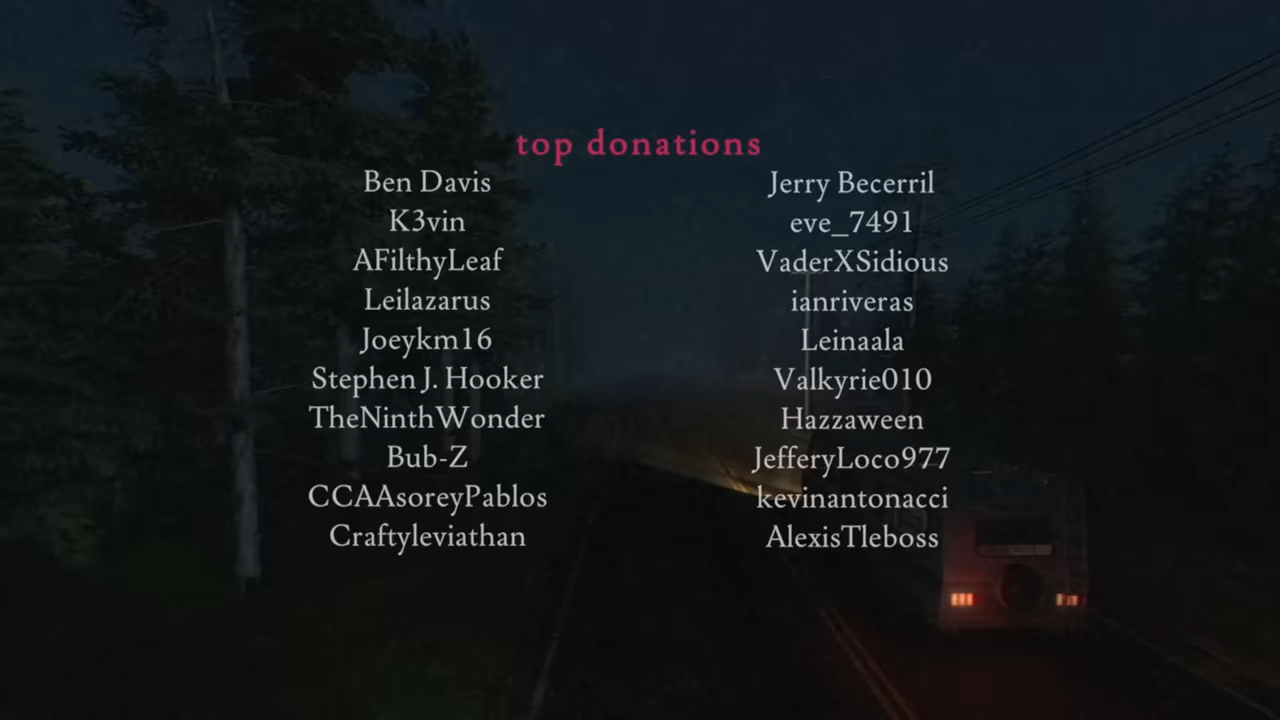 top donations
Ben Davis
K3vin
AFilthyLeaf
Leilazarus
Joeykm16
Stephen J. Hooker
TheNinthWonder
Bub-Z
CCAAsoreyPablos
Craftyleviathan
Jerry Becerril
eve_7491
VaderXSidious
ianriveras
Leinaala
Valkyrie010
Hazzaween
JefferyLoco977
kevinantonacci
AlexisTleboss